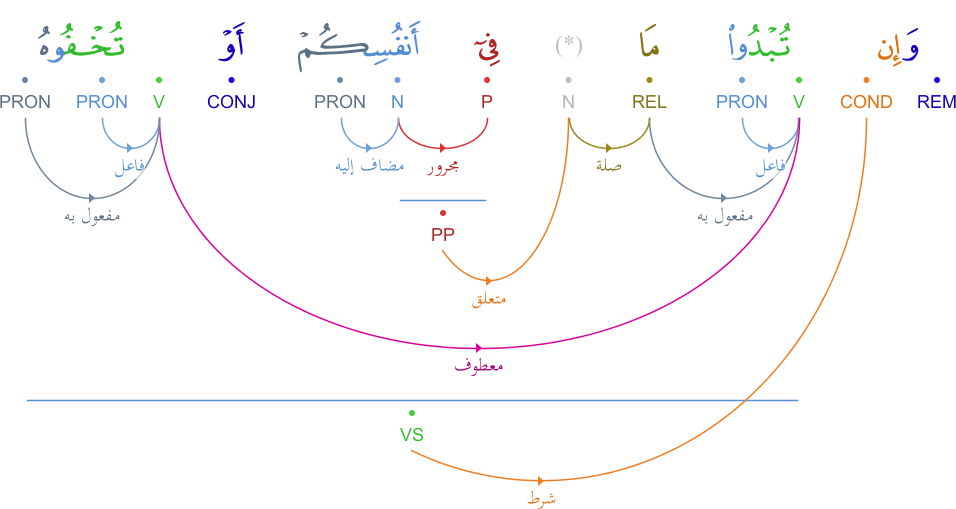 وَإِن تُبْدُوا۟ مَا (*) فِىٓ أَنفُسِكُمْ أَوْ تُخْفُوهُ
PRON PRON V CONJ PRON N P N REL PRON V COND REM
فاعل مضاف إليه مجرور صلة فاعل
مفعول به مفعول به
PP
متعلق
معطوف
VS
شرط